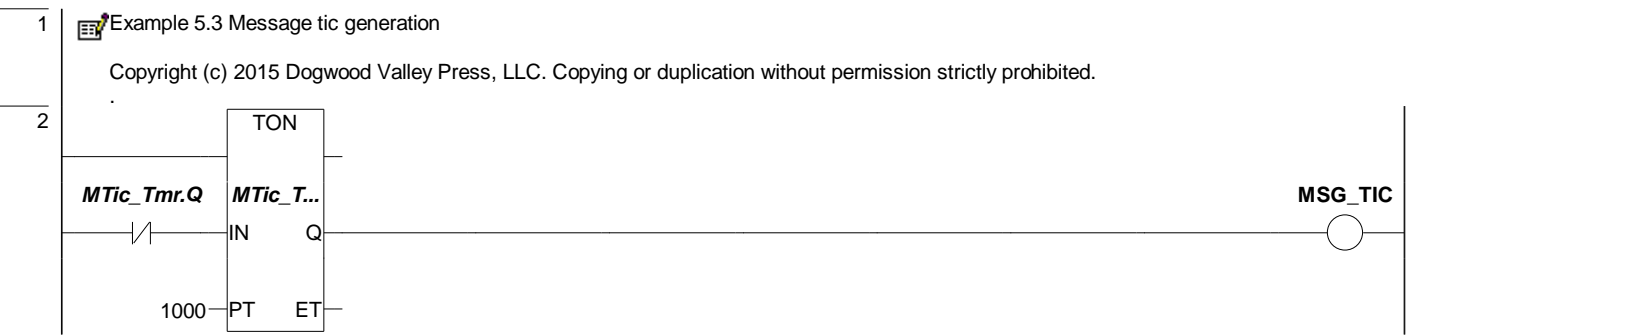 1
Example 5.3 Message tic generation
Copyright (c) 2015 Dogwood Valley Press, LLC. Copying or duplication without permission strictly prohibited.
.
2
TON
MTic_Tmr.Q
MTic_T...
MSG_TIC
IN
Q
1000
PT
ET